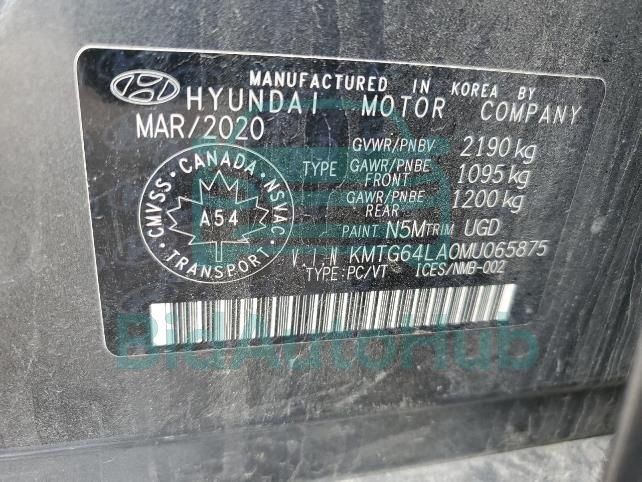 MANUFACTURED IN KOREA BY
HYUNDAI MOTOR COMPANY
MAR/2020
GVWR/PNBV 2190 kg
TYPE GAWR/PNBE FRONT 1095 kg
GAWR/PNBE REAR 1200 kg
CMVSS · CANADA · NSVAC
A54
PAINT N5M TRIM UGD
V.I.N KMTG64LA0MU065875
TYPE:PC/VT ICES/NMB-002
BidAutoHub